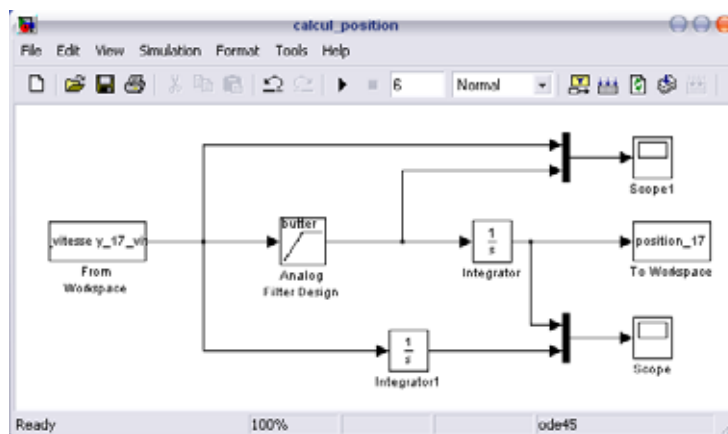 calcul_position
File Edit View Simulation Format Tools Help
6 Normal
Scope1
butter
vitesse y_17_vit
1
s
position_17
From
Workspace
Analog
Filter Design
Integrator
To Workspace
1
s
Integrator1
Scope
Ready 100% ode45